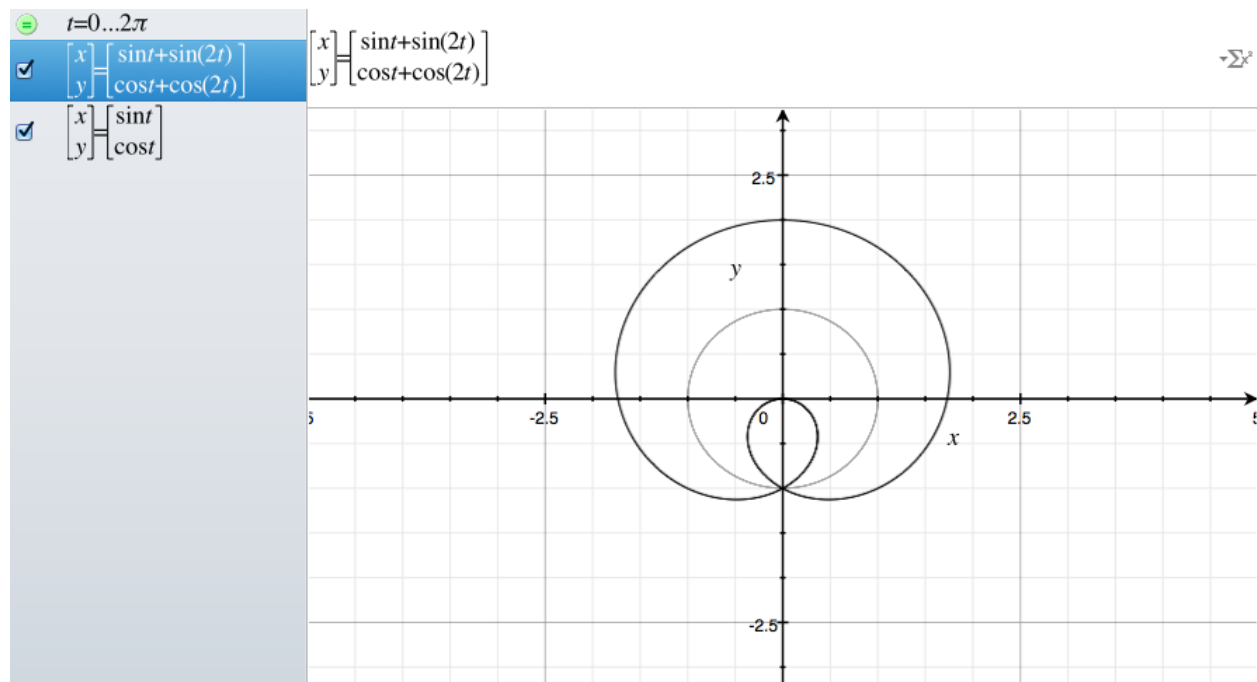 t=0...2π
[x y]=[sint+sin(2t) cost+cos(2t)]
[x y]=[sint cost]
[x y]=[sint+sin(2t) cost+cos(2t)]
Σx²
2.5
y
5
-2.5
0
2.5
x
-2.5